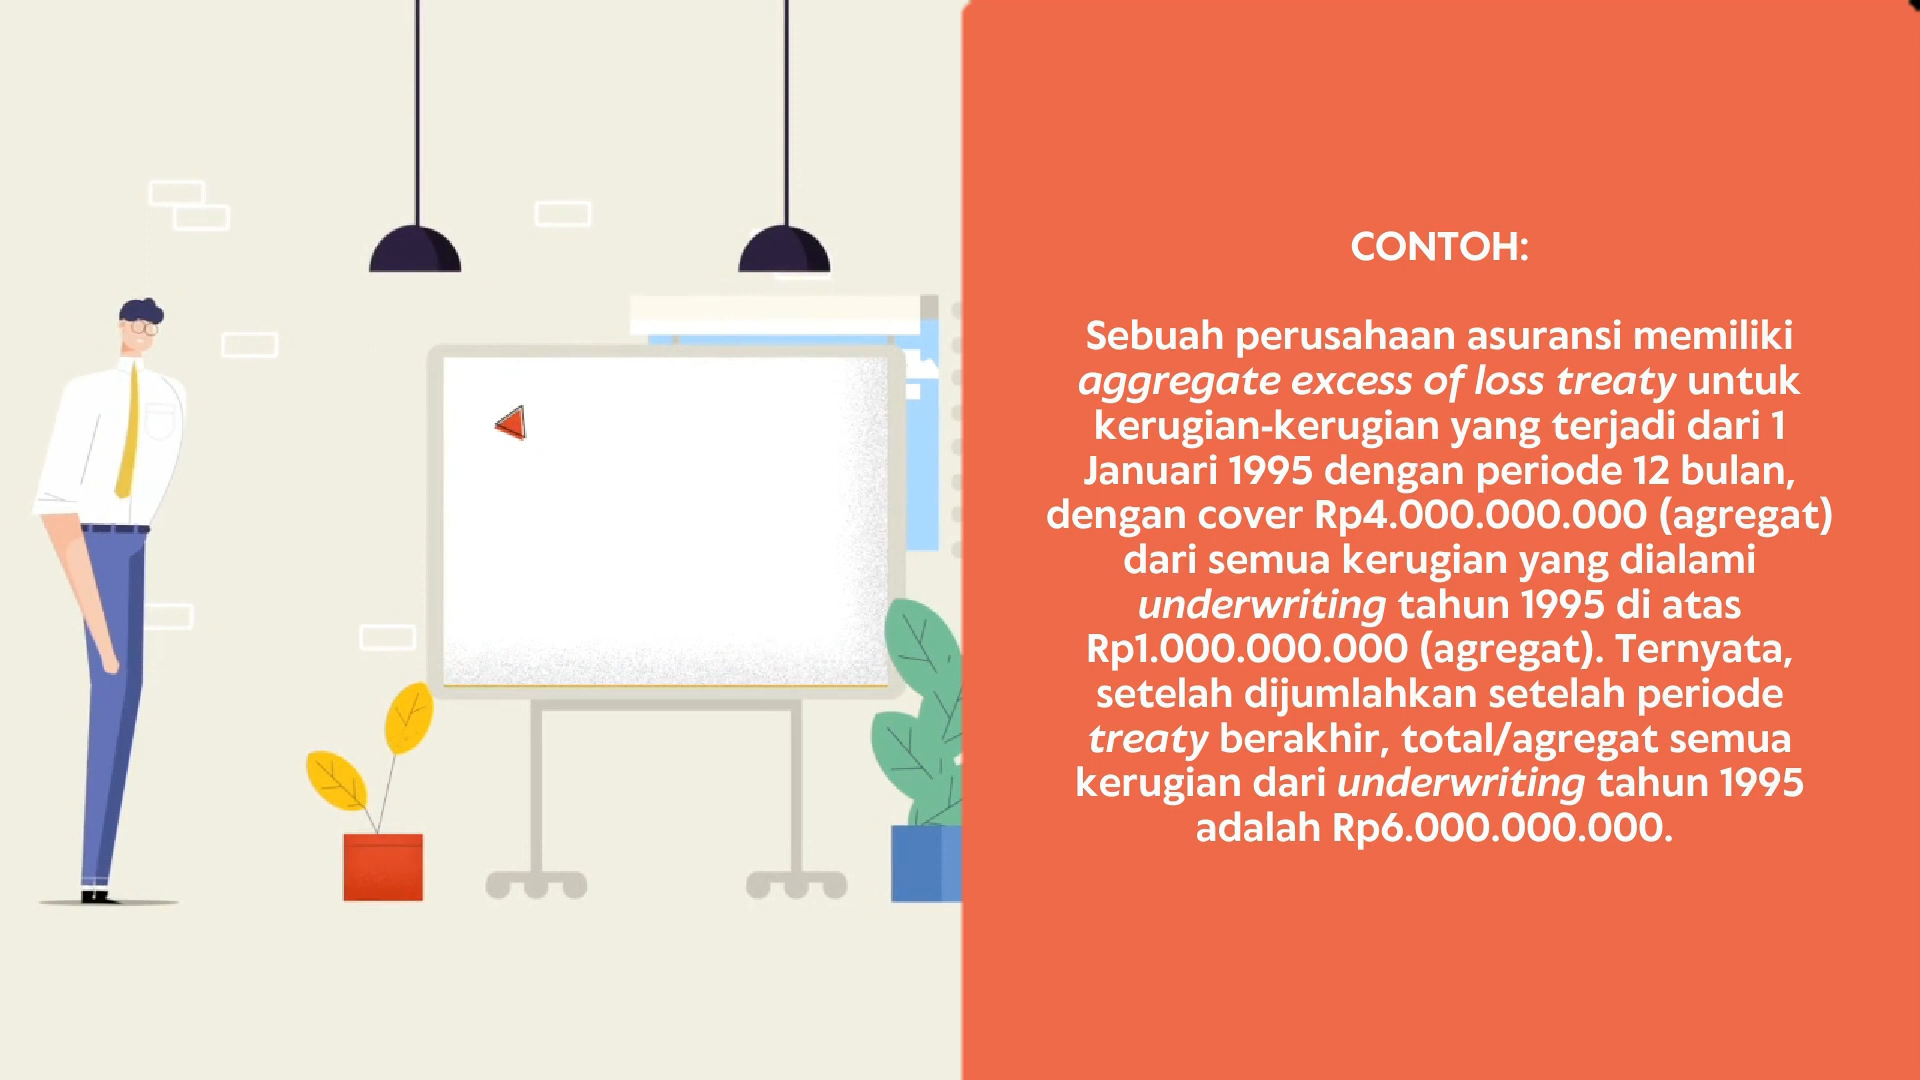 CONTOH:
Sebuah perusahaan asuransi memiliki
aggregate excess of loss treaty untuk
kerugian-kerugian yang terjadi dari 1
Januari 1995 dengan periode 12 bulan,
dengan cover Rp4.000.000.000 (agregat)
dari semua kerugian yang dialami
underwriting tahun 1995 di atas
Rp1.000.000.000 (agregat). Ternyata,
setelah dijumlahkan setelah periode
treaty berakhir, total/agregat semua
kerugian dari underwriting tahun 1995
adalah Rp6.000.000.000.